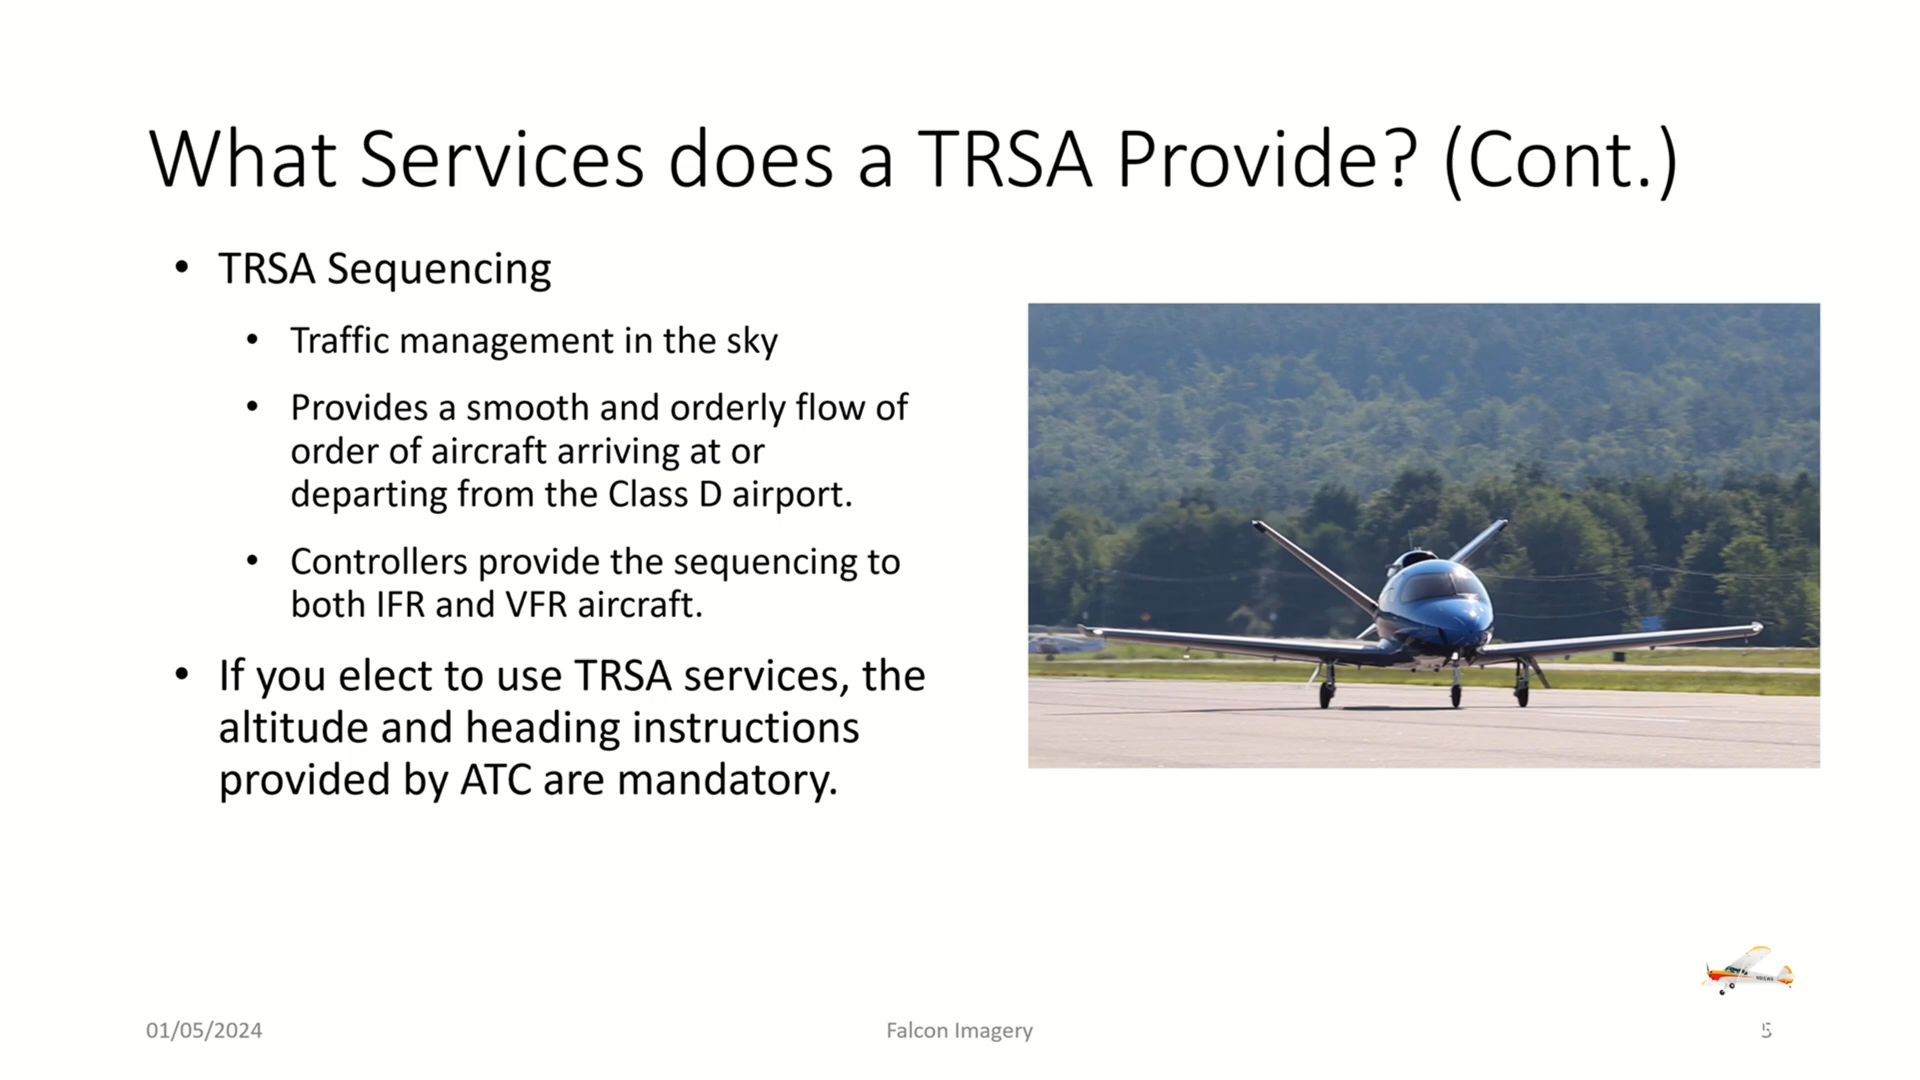 What Services does a TRSA Provide? (Cont.)
• TRSA Sequencing
• Traffic management in the sky
• Provides a smooth and orderly flow of
order of aircraft arriving at or
departing from the Class D airport.
• Controllers provide the sequencing to
both IFR and VFR aircraft.
• If you elect to use TRSA services, the
altitude and heading instructions
provided by ATC are mandatory.
01/05/2024
Falcon Imagery
5